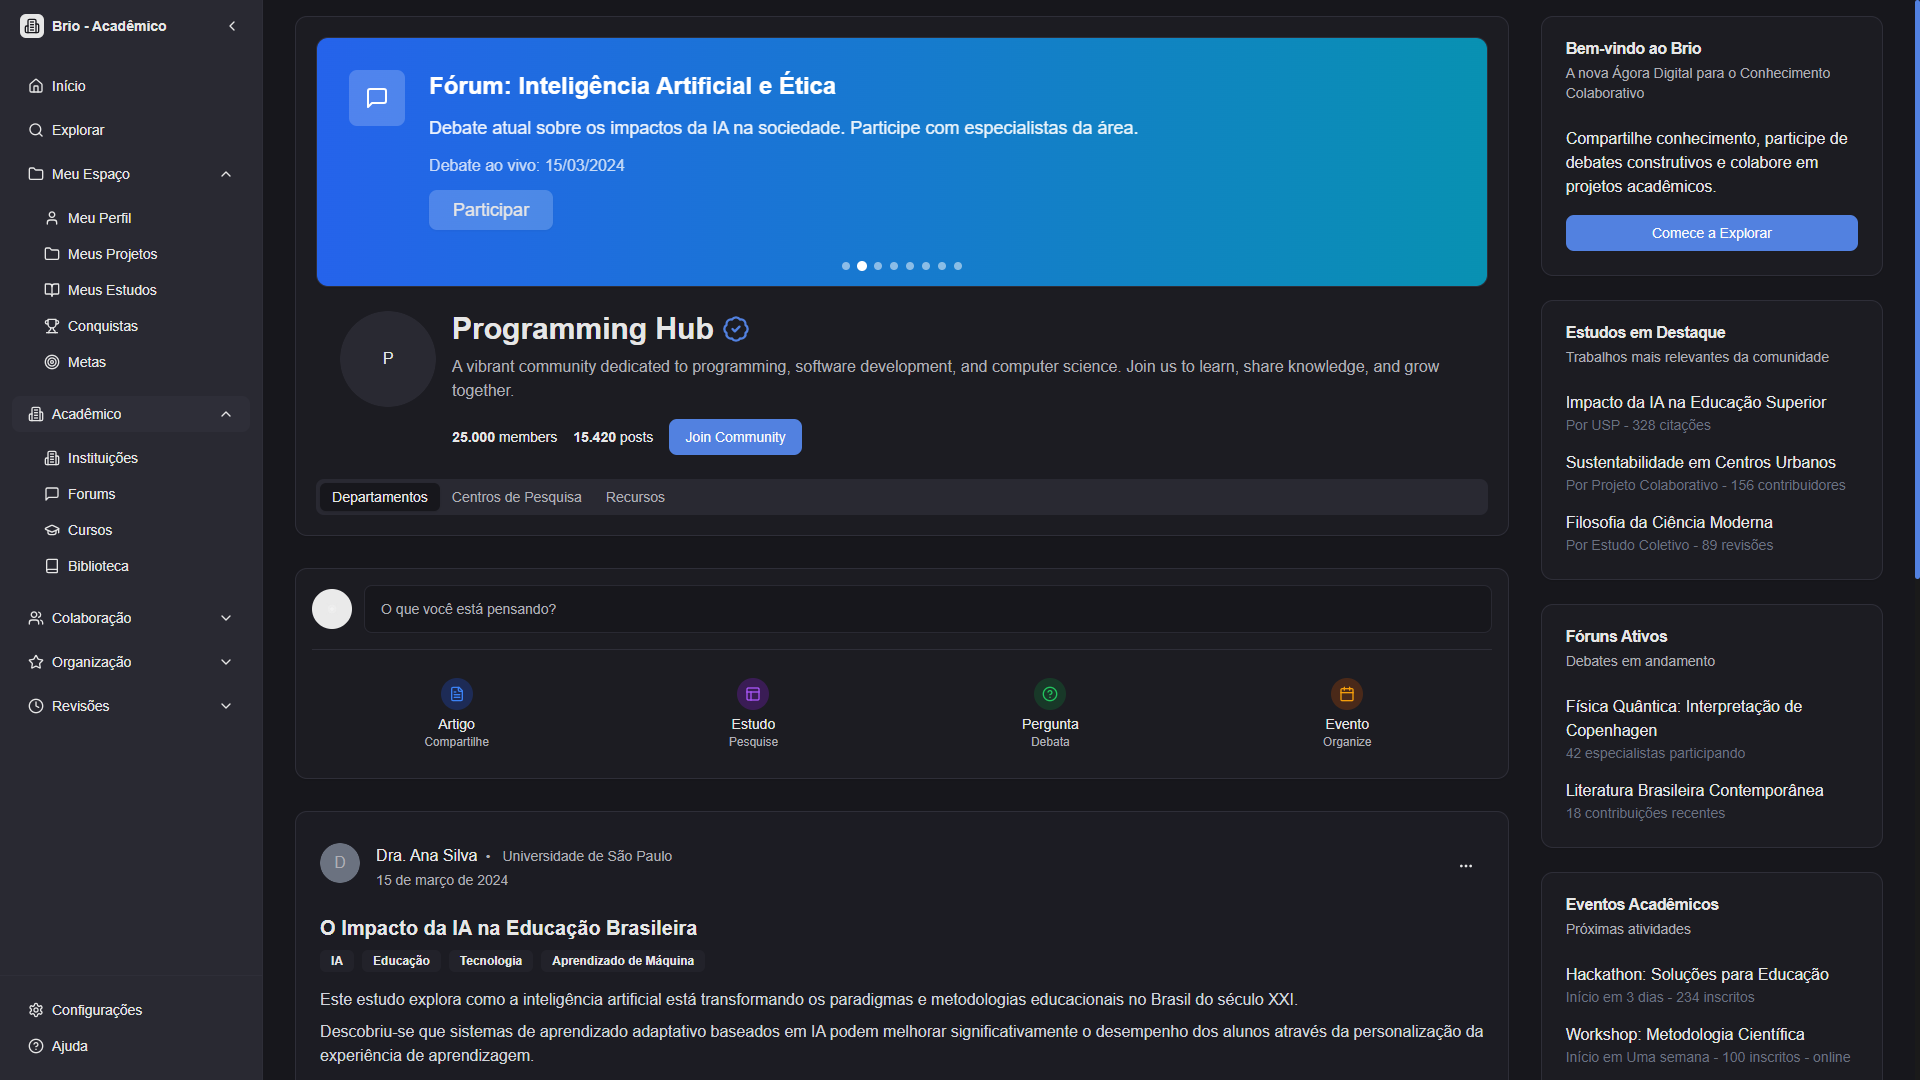 Brio - Acadêmico
Início
Explorar
Meu Espaço
Meu Perfil
Meus Projetos
Meus Estudos
Conquistas
Metas
Acadêmico
Instituições
Forums
Cursos
Biblioteca
Colaboração
Organização
Revisões
Configurações
Ajuda
Fórum: Inteligência Artificial e Ética
Debate atual sobre os impactos da IA na sociedade. Participe com especialistas da área.
Debate ao vivo: 15/03/2024
Participar
P
Programming Hub
A vibrant community dedicated to programming, software development, and computer science. Join us to learn, share knowledge, and grow
together.
25.000 members 15.420 posts Join Community
Departamentos Centros de Pesquisa Recursos
O que você está pensando?
Artigo
Compartilhe
Estudo
Pesquise
Pergunta
Debata
Evento
Organize
D
Dra. Ana Silva • Universidade de São Paulo
15 de março de 2024
O Impacto da IA na Educação Brasileira
IA Educação Tecnologia Aprendizado de Máquina
Este estudo explora como a inteligência artificial está transformando os paradigmas e metodologias educacionais no Brasil do século XXI.
Descobriu-se que sistemas de aprendizado adaptativo baseados em IA podem melhorar significativamente o desempenho dos alunos através da personalização da
experiência de aprendizagem.
Bem-vindo ao Brio
A nova Ágora Digital para o Conhecimento
Colaborativo
Compartilhe conhecimento, participe de
debates construtivos e colabore em
projetos acadêmicos.
Comece a Explorar
Estudos em Destaque
Trabalhos mais relevantes da comunidade
Impacto da IA na Educação Superior
Por USP - 328 citações
Sustentabilidade em Centros Urbanos
Por Projeto Colaborativo - 156 contribuidores
Filosofia da Ciência Moderna
Por Estudo Coletivo - 89 revisões
Fóruns Ativos
Debates em andamento
Física Quântica: Interpretação de
Copenhagen
42 especialistas participando
Literatura Brasileira Contemporânea
18 contribuições recentes
Eventos Acadêmicos
Próximas atividades
Hackathon: Soluções para Educação
Início em 3 dias - 234 inscritos
Workshop: Metodologia Científica
Início em Uma semana - 100 inscritos - online